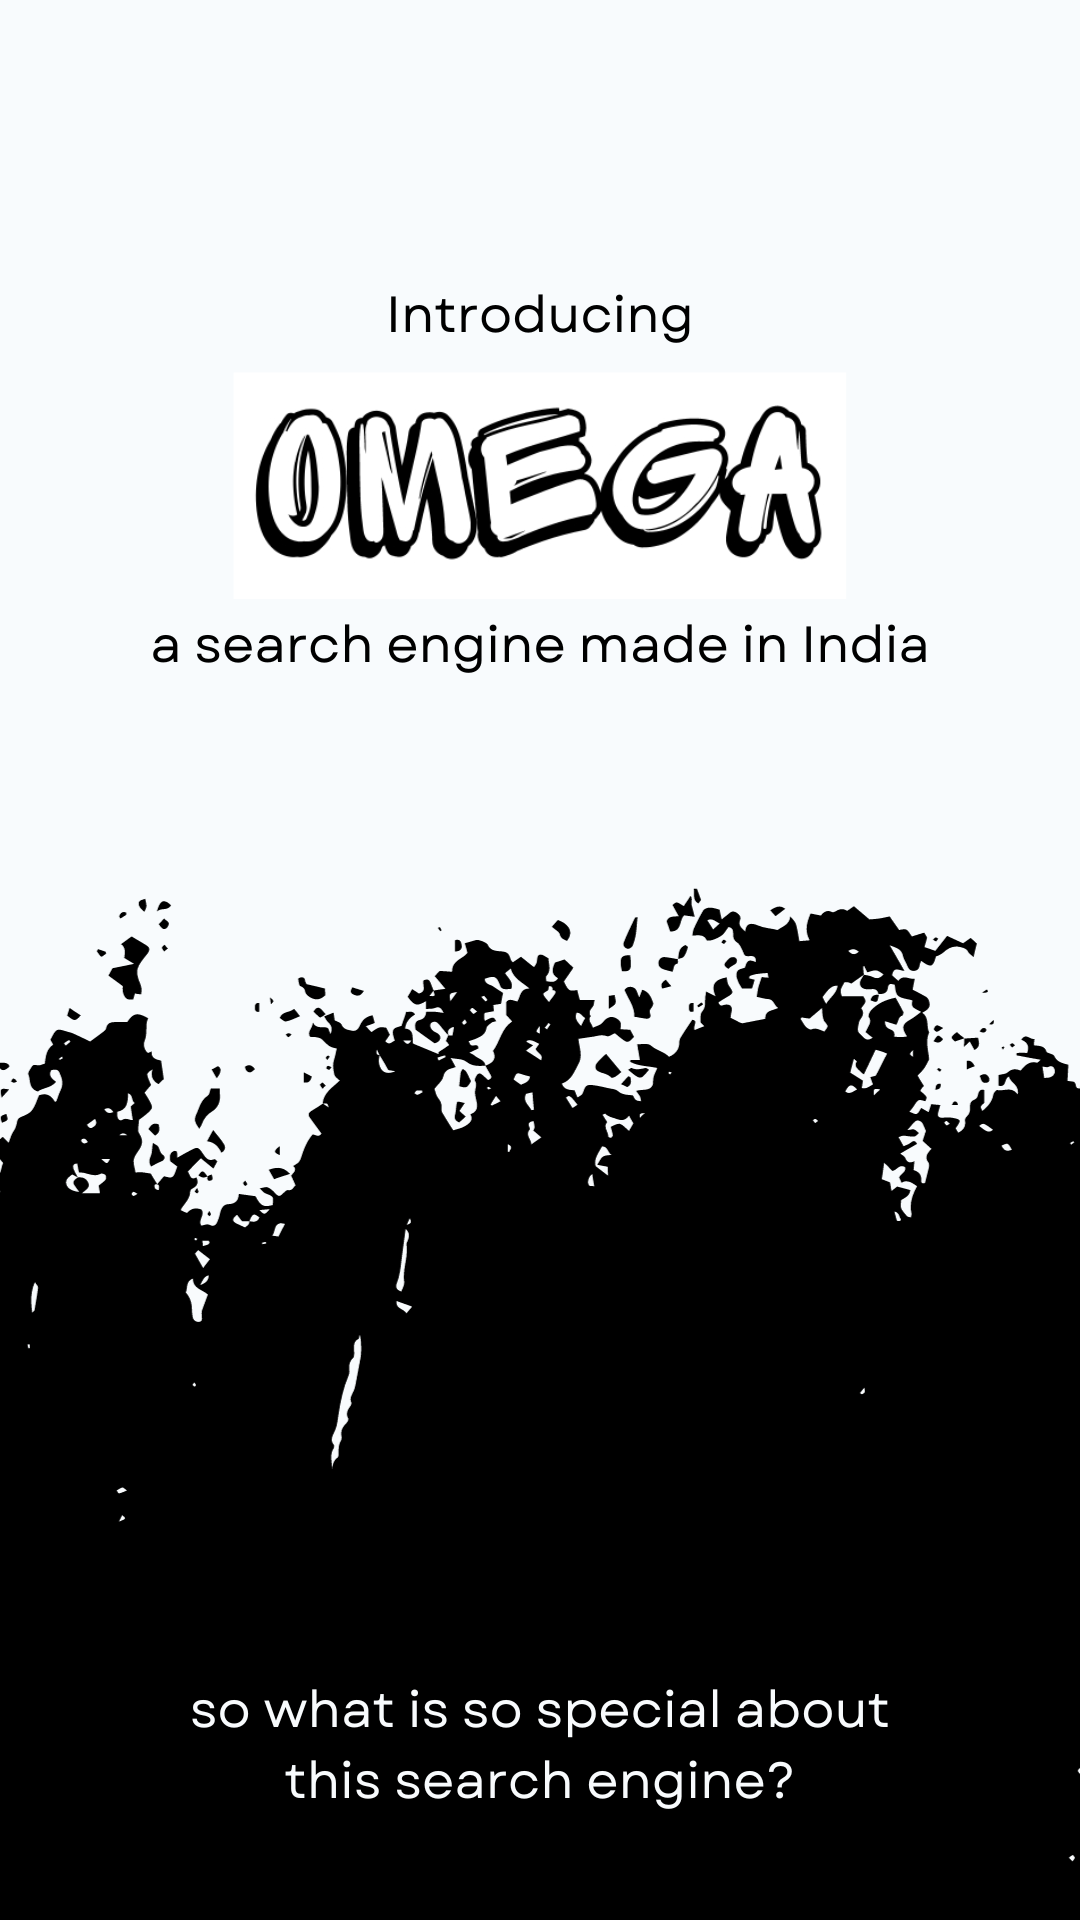 Introducing
OMEGA
a search engine made in India
so what is so special about
this search engine?